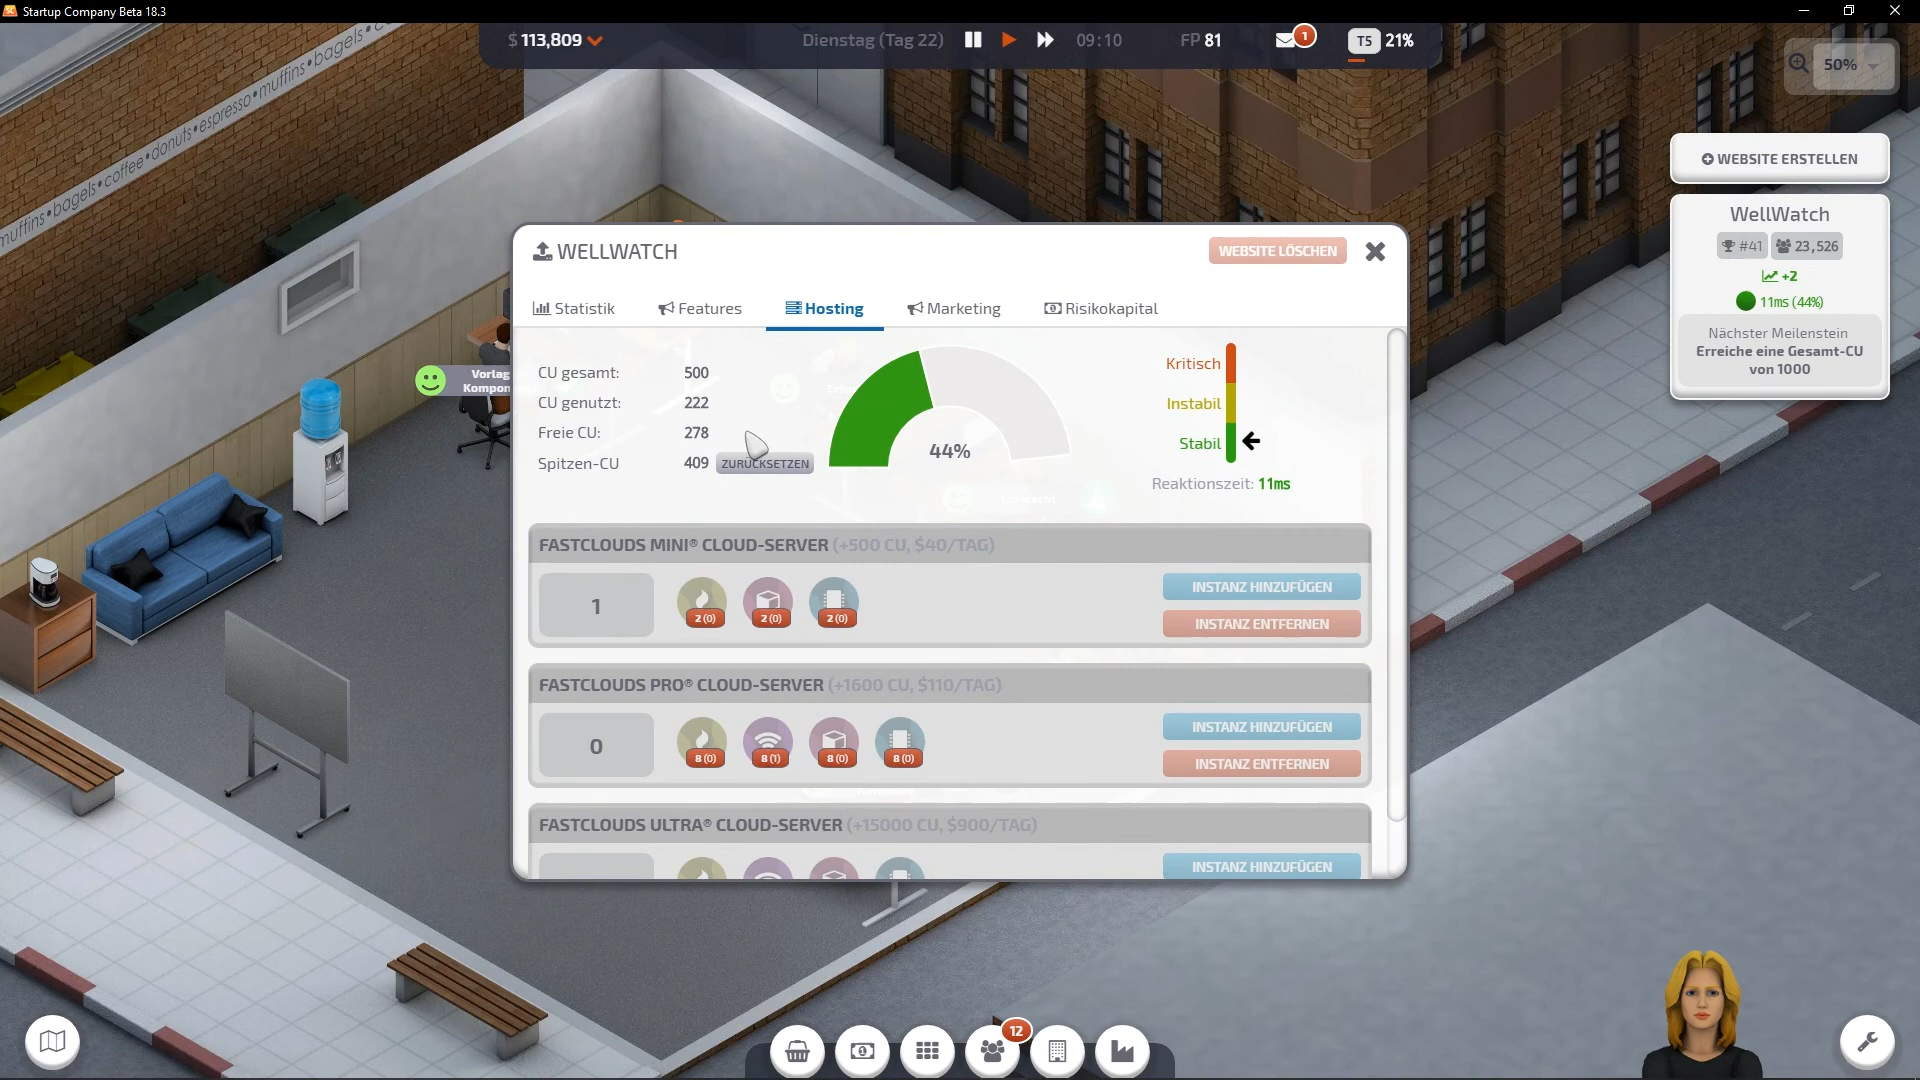 Startup Company Beta 18.3
$ 113,809
Dienstag (Tag 22)
09:10
FP 81
1
T5 21%
50%
muffins•bagels•coffee•donuts•espresso•muffins•bagels•c
WEBSITE ERSTELLEN
WellWatch
#41
23,526
+2
11ms (44%)
Nächster Meilenstein
Erreiche eine Gesamt-CU
von 1000
Vorlag
Kompon
WELLWATCH
WEBSITE LÖSCHEN
Statistik
Features
Hosting
Marketing
Risikokapital
CU gesamt: 500
CU genutzt: 222
Freie CU: 278
Spitzen-CU 409 ZURÜCKSETZEN
44%
Kritisch
Instabil
Stabil
Reaktionszeit: 11ms
FASTCLOUDS MINI® CLOUD-SERVER (+500 CU, $40/TAG)
1
2 (0)
2 (0)
2 (0)
INSTANZ HINZUFÜGEN
INSTANZ ENTFERNEN
FASTCLOUDS PRO® CLOUD-SERVER (+1600 CU, $110/TAG)
0
8 (0)
8 (1)
8 (0)
8 (0)
INSTANZ HINZUFÜGEN
INSTANZ ENTFERNEN
FASTCLOUDS ULTRA® CLOUD-SERVER (+15000 CU, $900/TAG)
INSTANZ HINZUFÜGEN
12